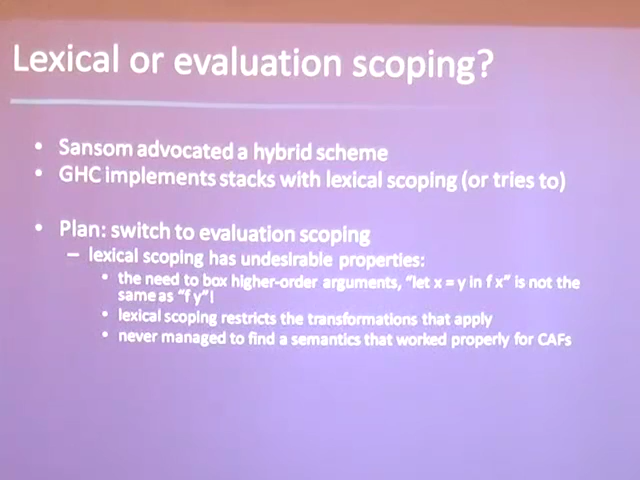 Lexical or evaluation scoping?
• Sansom advocated a hybrid scheme
• GHC implements stacks with lexical scoping (or tries to)
• Plan: switch to evaluation scoping
– lexical scoping has undesirable properties:
• the need to box higher-order arguments, "let x = y in f x" is not the
same as "f y"!
• lexical scoping restricts the transformations that apply
• never managed to find a semantics that worked properly for CAFs